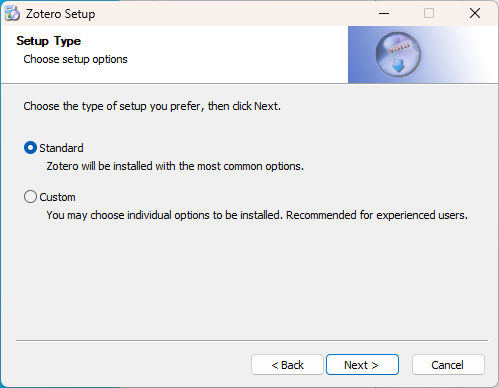 Zotero Setup
Setup Type
Choose setup options
Choose the type of setup you prefer, then click Next.
Standard
Zotero will be installed with the most common options.
Custom
You may choose individual options to be installed. Recommended for experienced users.
< Back
Next >
Cancel